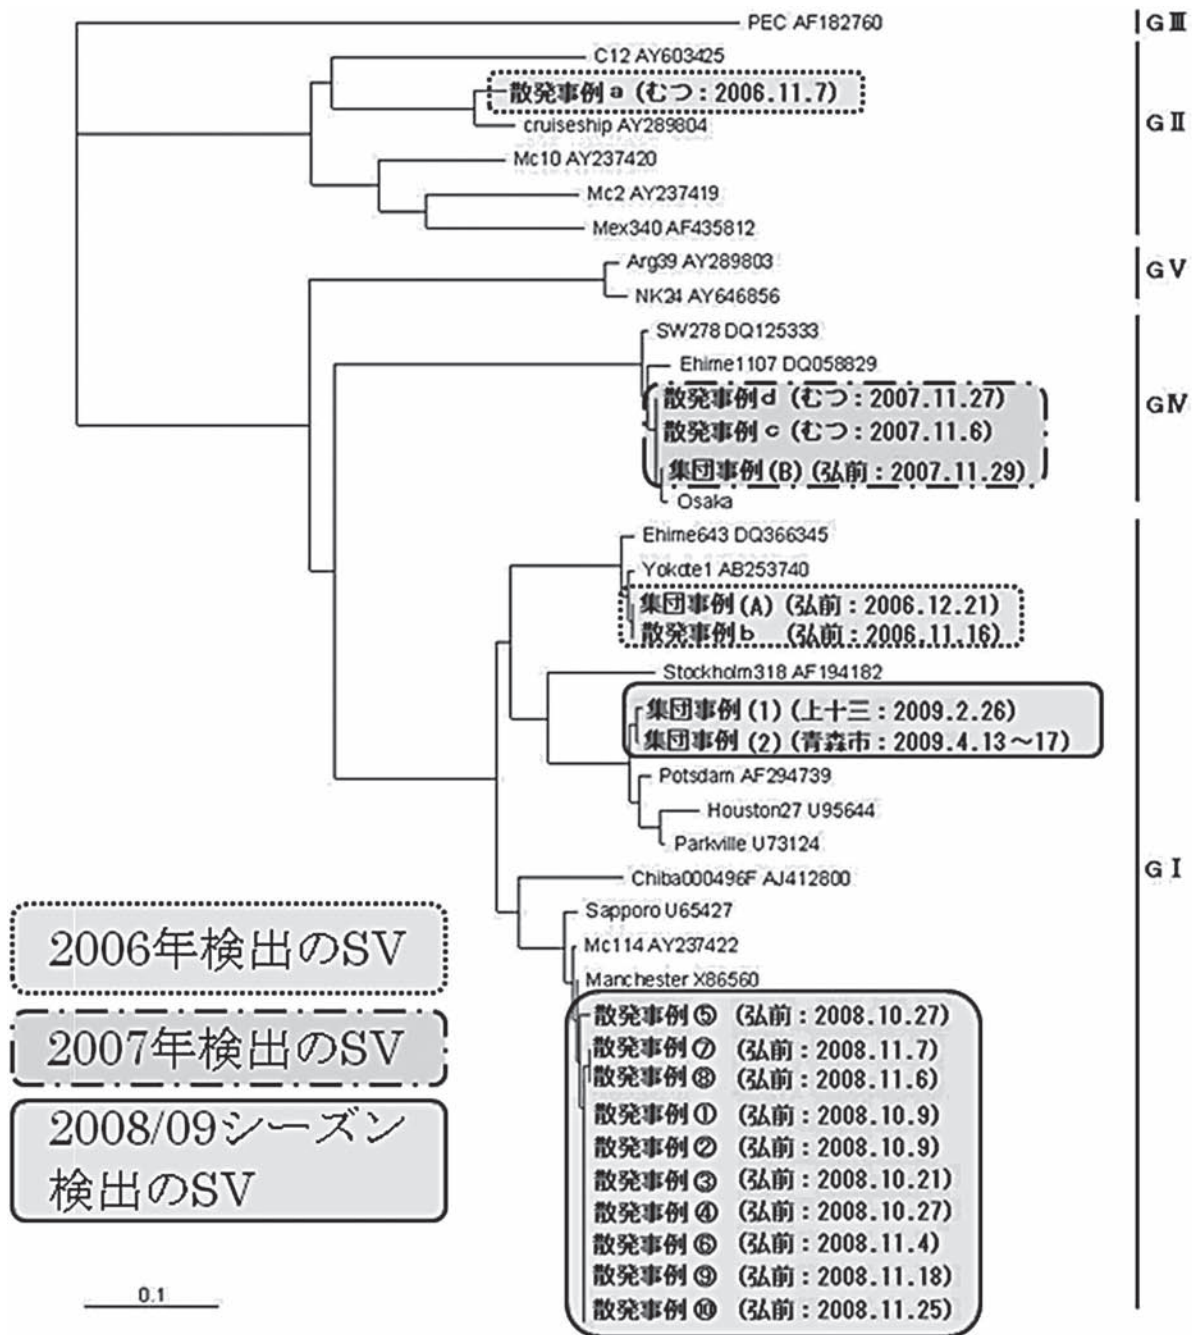 PEC AF182760
GⅢ
C12 AY603425
散発事例a (むつ：2006.11.7)
cruiseship AY289804
GⅡ
Mc10 AY237420
Mc2 AY237419
Mex340 AF435812
Arg39 AY289803
GⅤ
NK24 AY646856
SW278 DQ125333
Ehime1107 DQ058829
散発事例d (むつ：2007.11.27)
GⅣ
散発事例c (むつ：2007.11.6)
集団事例(B) (弘前：2007.11.29)
Osaka
Ehime643 DQ366345
Yokote1 AB253740
集団事例(A) (弘前：2006.12.21)
散発事例b (弘前：2006.11.16)
Stockholm318 AF194182
集団事例(1) (上十三：2009.2.26)
集団事例(2) (青森市：2009.4.13～17)
Potsdam AF294739
Houston27 U95644
Parkville U73124
GⅠ
Chiba000496F AJ412800
Sapporo U65427
Mc114 AY237422
Manchester X86560
散発事例⑤ (弘前：2008.10.27)
散発事例⑦ (弘前：2008.11.7)
散発事例⑧ (弘前：2008.11.6)
散発事例① (弘前：2008.10.9)
散発事例② (弘前：2008.10.9)
散発事例③ (弘前：2008.10.21)
散発事例④ (弘前：2008.10.27)
散発事例⑥ (弘前：2008.11.4)
散発事例⑨ (弘前：2008.11.18)
散発事例⑩ (弘前：2008.11.25)
2006年検出のSV
2007年検出のSV
2008/09シーズン
検出のSV
0.1